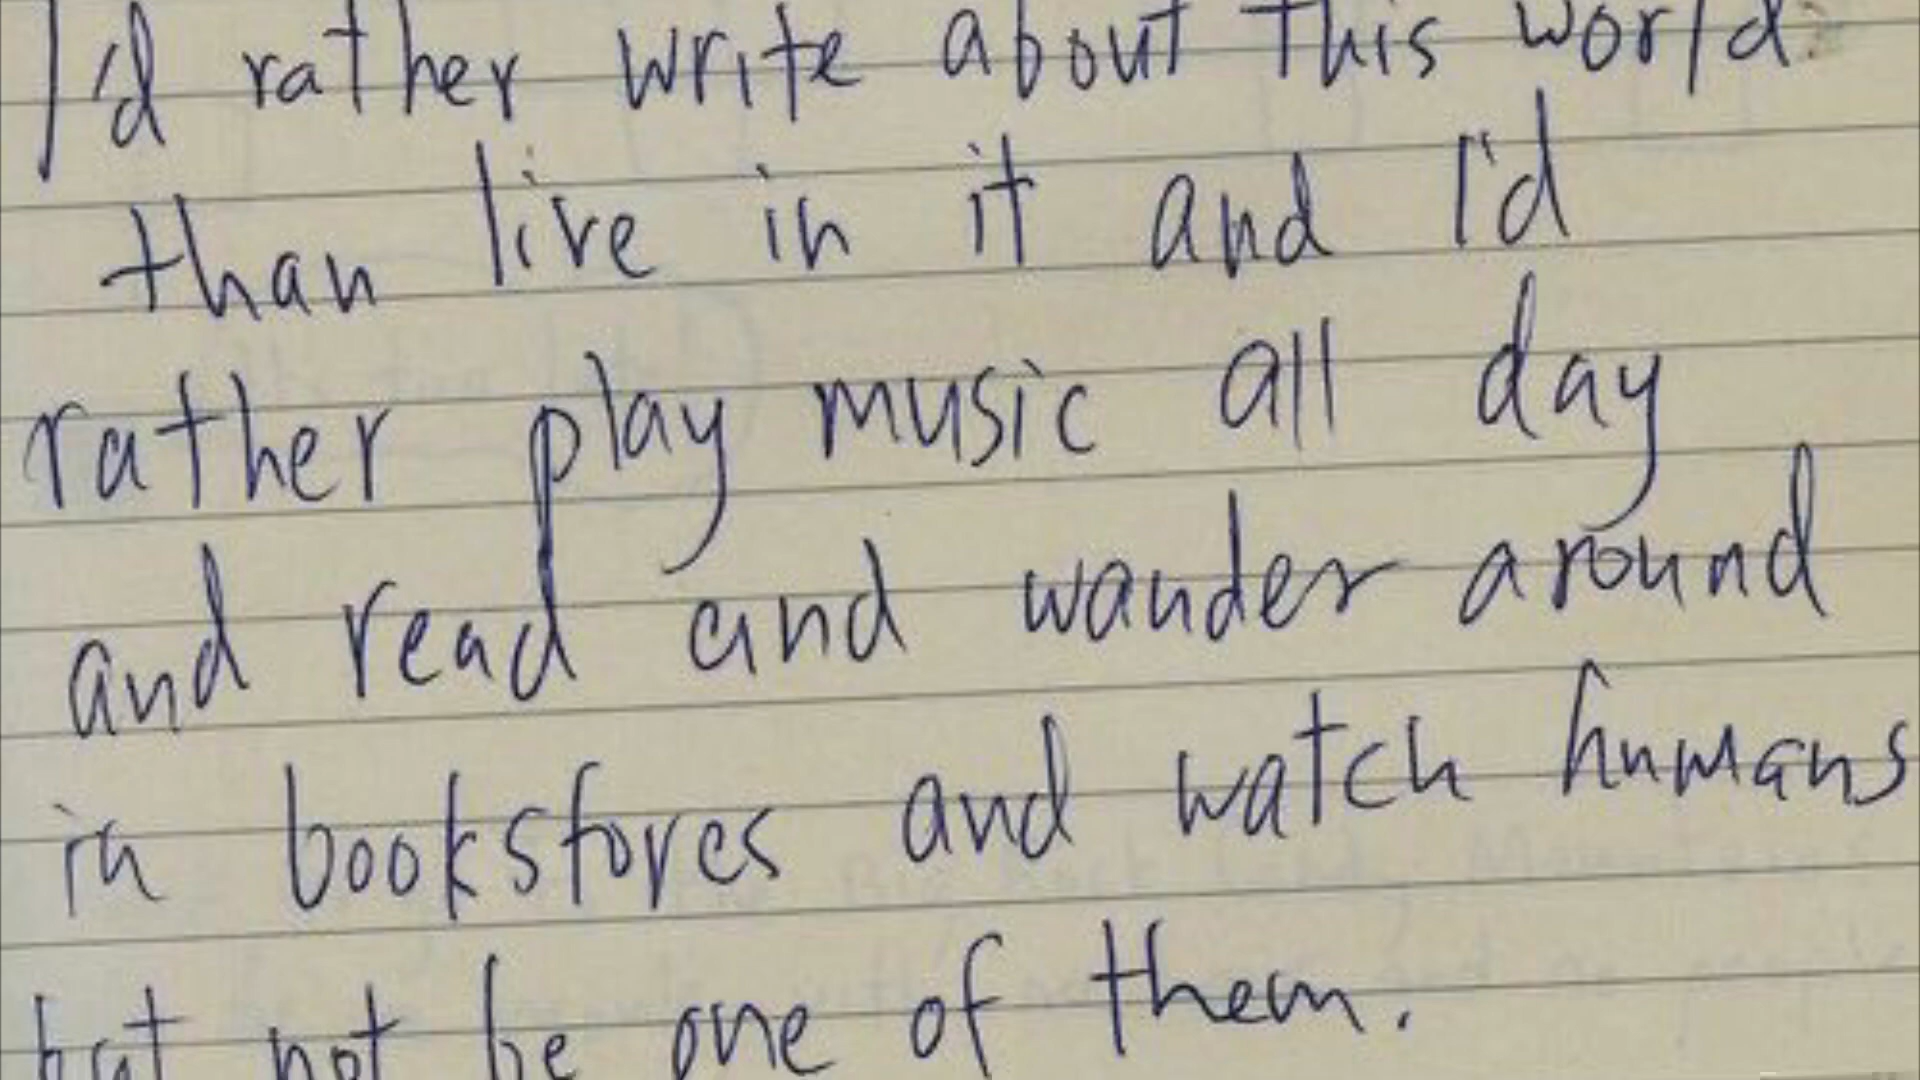 I'd rather write about this world
than live in it and I'd
rather play music all day
and read and wander around
in bookstores and watch humans
but not be one of them.